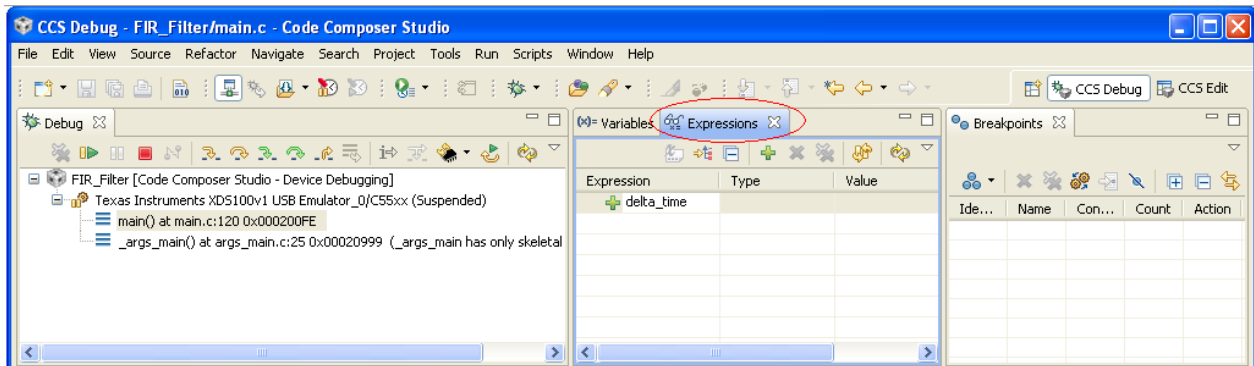 CCS Debug - FIR_Filter/main.c - Code Composer Studio
File Edit View Source Refactor Navigate Search Project Tools Run Scripts Window Help
CCS Debug CCS Edit
Debug
FIR_Filter [Code Composer Studio - Device Debugging]
Texas Instruments XDS100v1 USB Emulator_0/C55xx (Suspended)
main() at main.c:120 0x000200FE
_args_main() at args_main.c:25 0x00020999 (_args_main has only skeletal
(x)= Variables Expressions
Expression Type Value
delta_time
Breakpoints
Ide... Name Con... Count Action